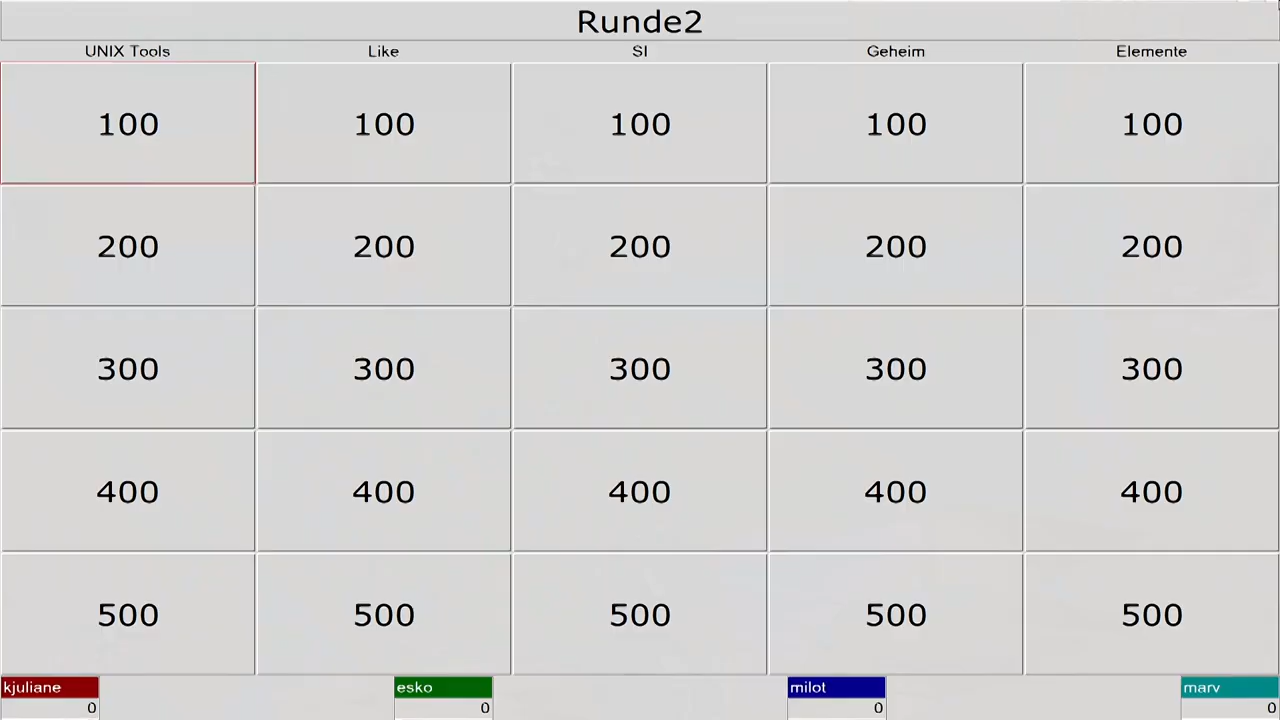 Runde2
UNIX Tools Like SI Geheim Elemente
100 100 100 100 100
200 200 200 200 200
300 300 300 300 300
400 400 400 400 400
500 500 500 500 500
kjuliane esko milot marv
0 0 0 0